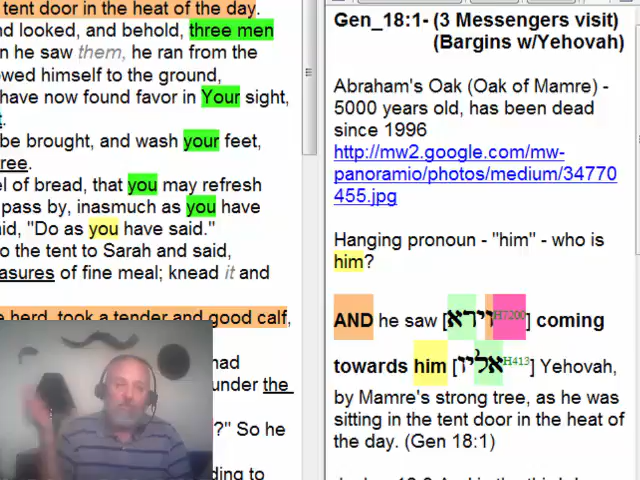 tent door in the heat of the day.
nd looked, and behold, three men
n he saw them, he ran from the
owed himself to the ground,
have now found favor in Your sight,
t.
be brought, and wash your feet,
ree.
el of bread, that you may refresh
pass by, inasmuch as you have
aid, "Do as you have said."
o the tent to Sarah and said,
easures of fine meal; knead it and
e herd, took a tender and good calf,
had
under the
?" So he
ding to
Gen_18:1- (3 Messengers visit)
(Bargins w/Yehovah)
Abraham's Oak (Oak of Mamre) -
5000 years old, has been dead
since 1996
http://mw2.google.com/mw-
panoramio/photos/medium/34770
455.jpg
Hanging pronoun - "him" - who is
him?
AND he saw [וירא H7200] coming
towards him [אליו H413] Yehovah,
by Mamre's strong tree, as he was
sitting in the tent door in the heat of
the day. (Gen 18:1)